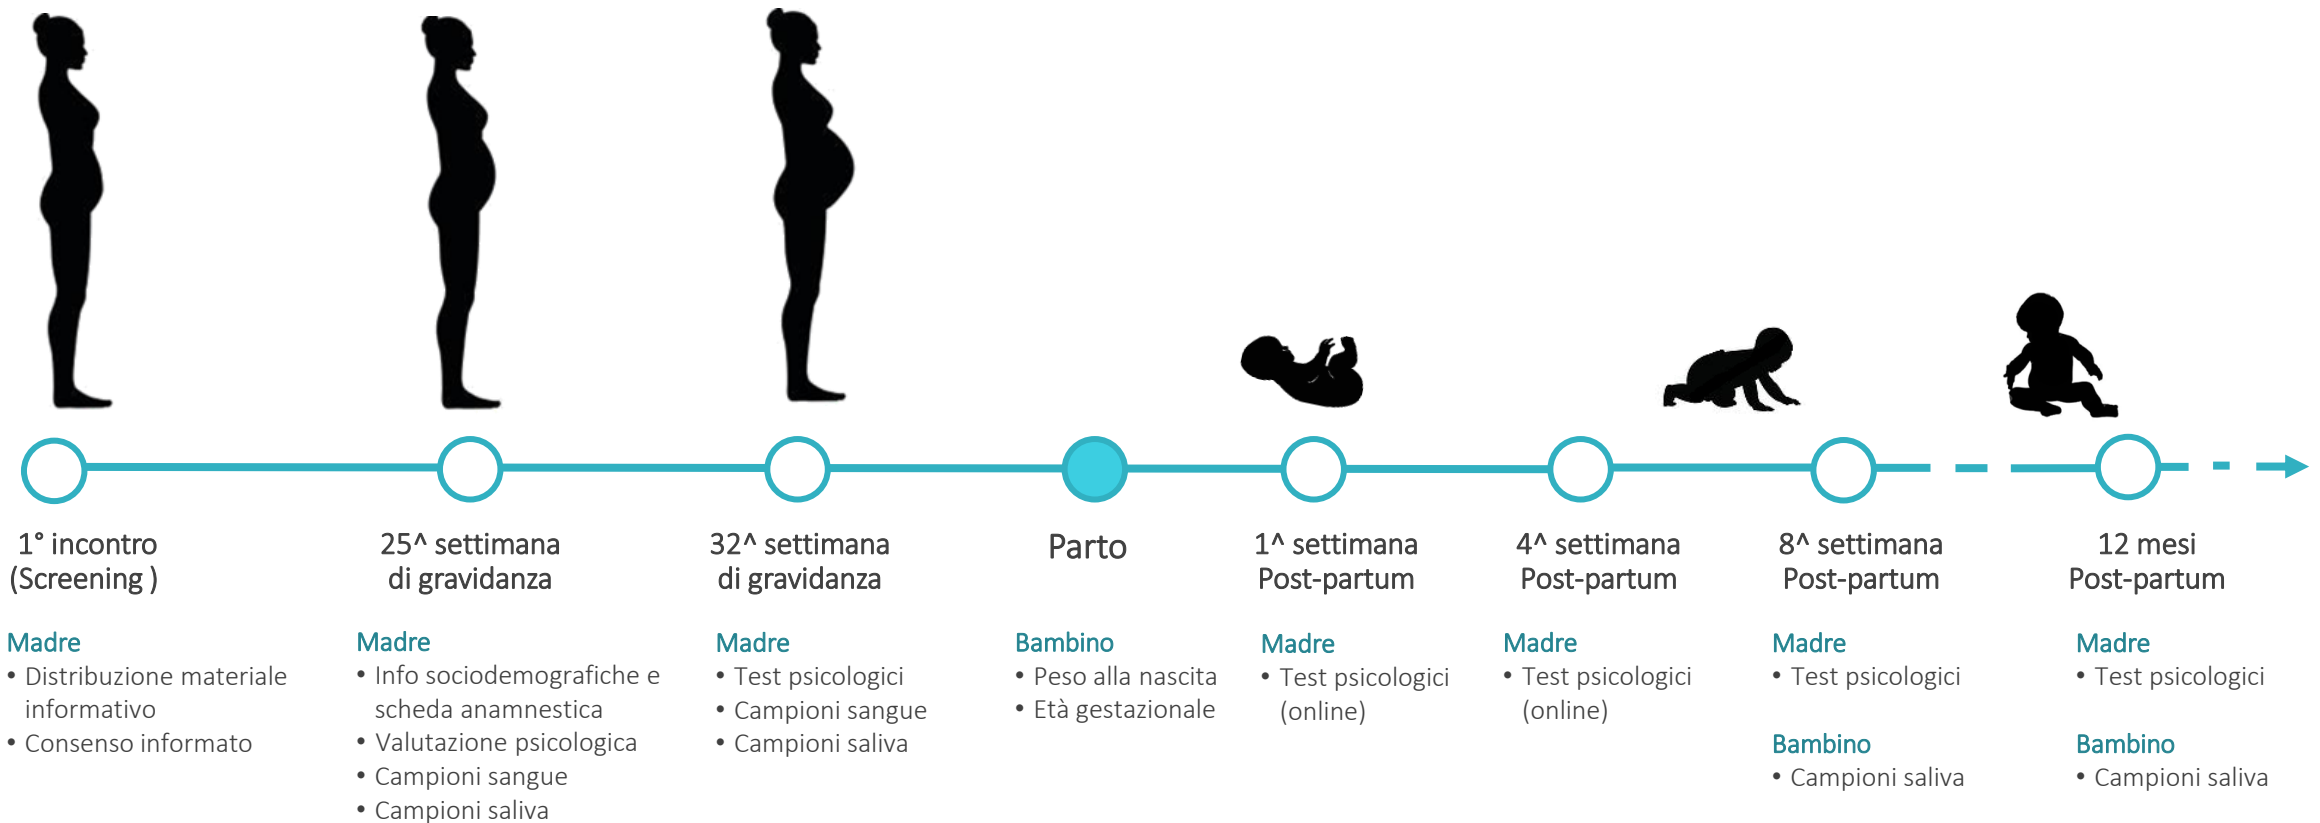 1° incontro
(Screening )
Madre
• Distribuzione materiale
informativo
• Consenso informato
25^ settimana
di gravidanza
Madre
• Info sociodemografiche e
scheda anamnestica
• Valutazione psicologica
• Campioni sangue
• Campioni saliva
32^ settimana
di gravidanza
Madre
• Test psicologici
• Campioni sangue
• Campioni saliva
Parto
Bambino
• Peso alla nascita
• Età gestazionale
1^ settimana
Post-partum
Madre
• Test psicologici
(online)
4^ settimana
Post-partum
Madre
• Test psicologici
(online)
8^ settimana
Post-partum
Madre
• Test psicologici
Bambino
• Campioni saliva
12 mesi
Post-partum
Madre
• Test psicologici
Bambino
• Campioni saliva